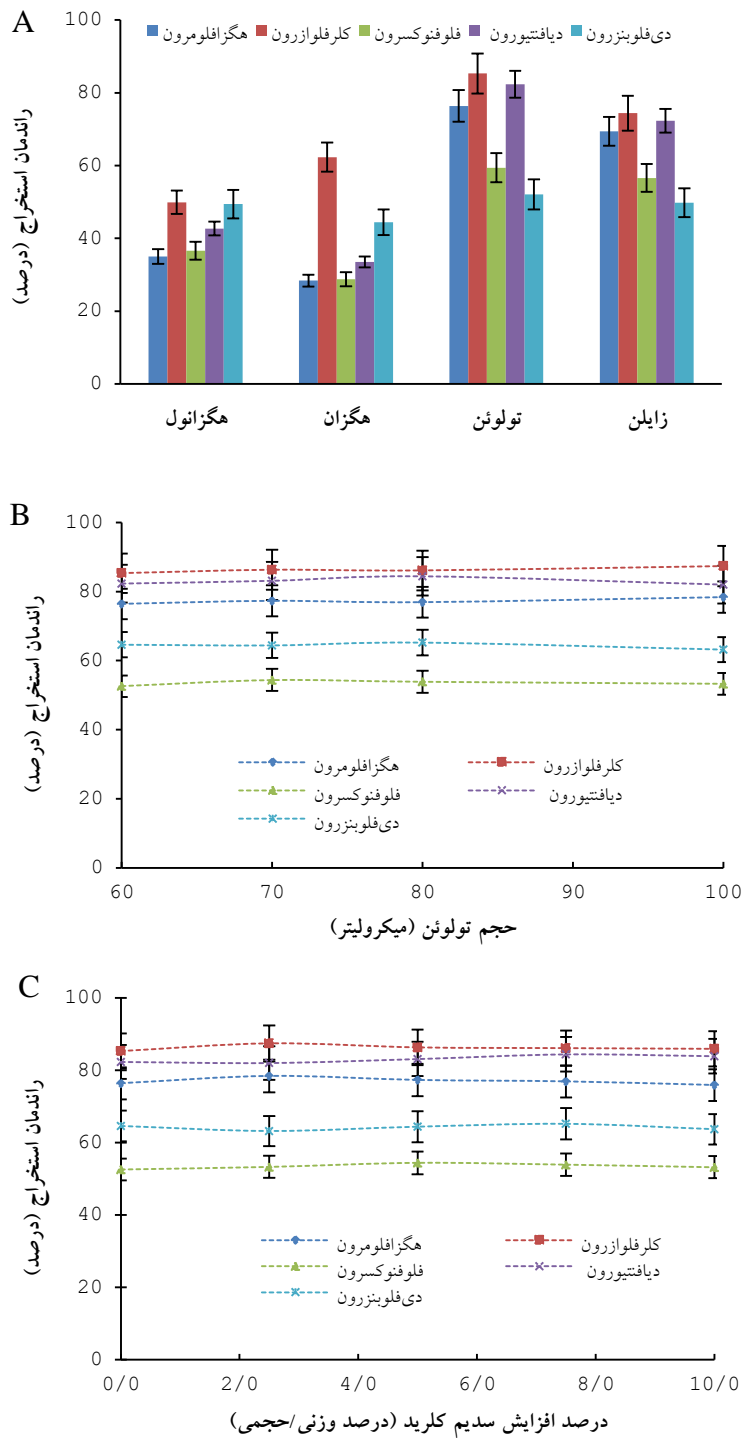 A
هگزافلومرون کلرفلوازرون فلوفنوکسرون دیافنتیورون دی‌فلوبنزرون
راندمان استخراج (درصد)
100
80
60
40
20
0
هگزانول هگزان تولوئن زایلن
B
راندمان استخراج (درصد)
100
80
60
40
20
0
هگزافلومرون کلرفلوازرون
فلوفنوکسرون دیافنتیورون
دی‌فلوبنزرون
60 70 80 90 100
حجم تولوئن (میکرولیتر)
C
راندمان استخراج (درصد)
100
80
60
40
20
0
هگزافلومرون کلرفلوازرون
فلوفنوکسرون دیافنتیورون
دی‌فلوبنزرون
0/0 2/0 4/0 6/0 8/0 10/0
درصد افزایش سدیم کلرید (درصد وزنی/حجمی)